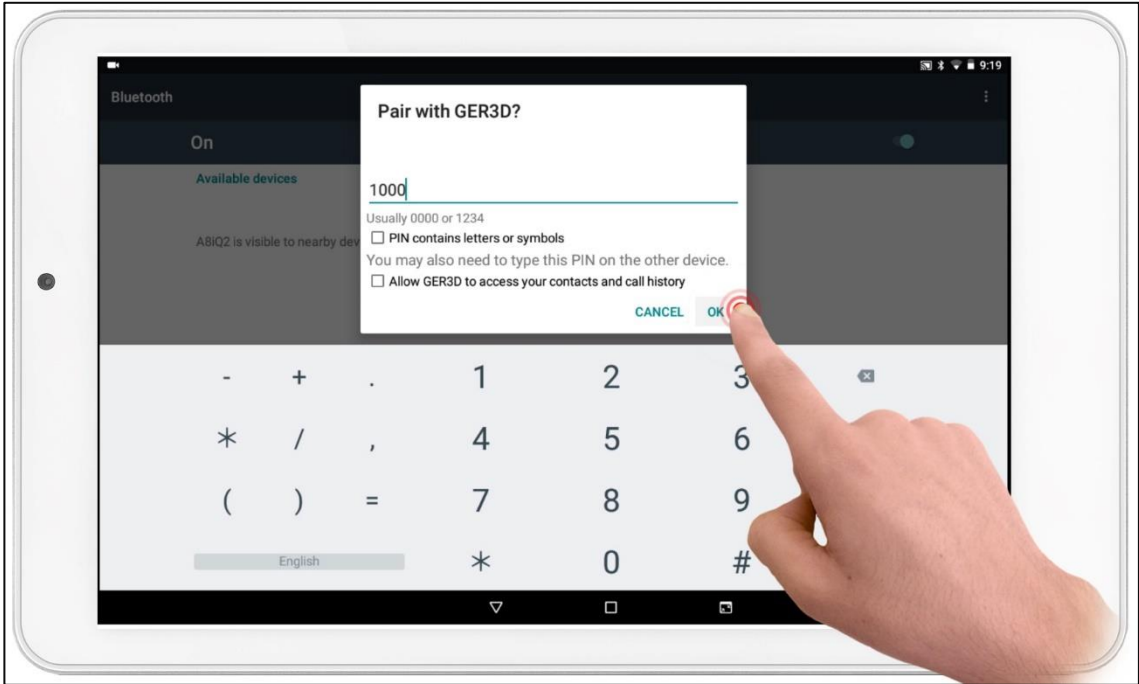 9:19
Bluetooth
Pair with GER3D?
On
Available devices
1000
Usually 0000 or 1234
A8iQ2 is visible to nearby dev
PIN contains letters or symbols
You may also need to type this PIN on the other device.
Allow GER3D to access your contacts and call history
CANCEL OK
- + . 1 2 3
* / , 4 5 6
( ) = 7 8 9
English * 0 #